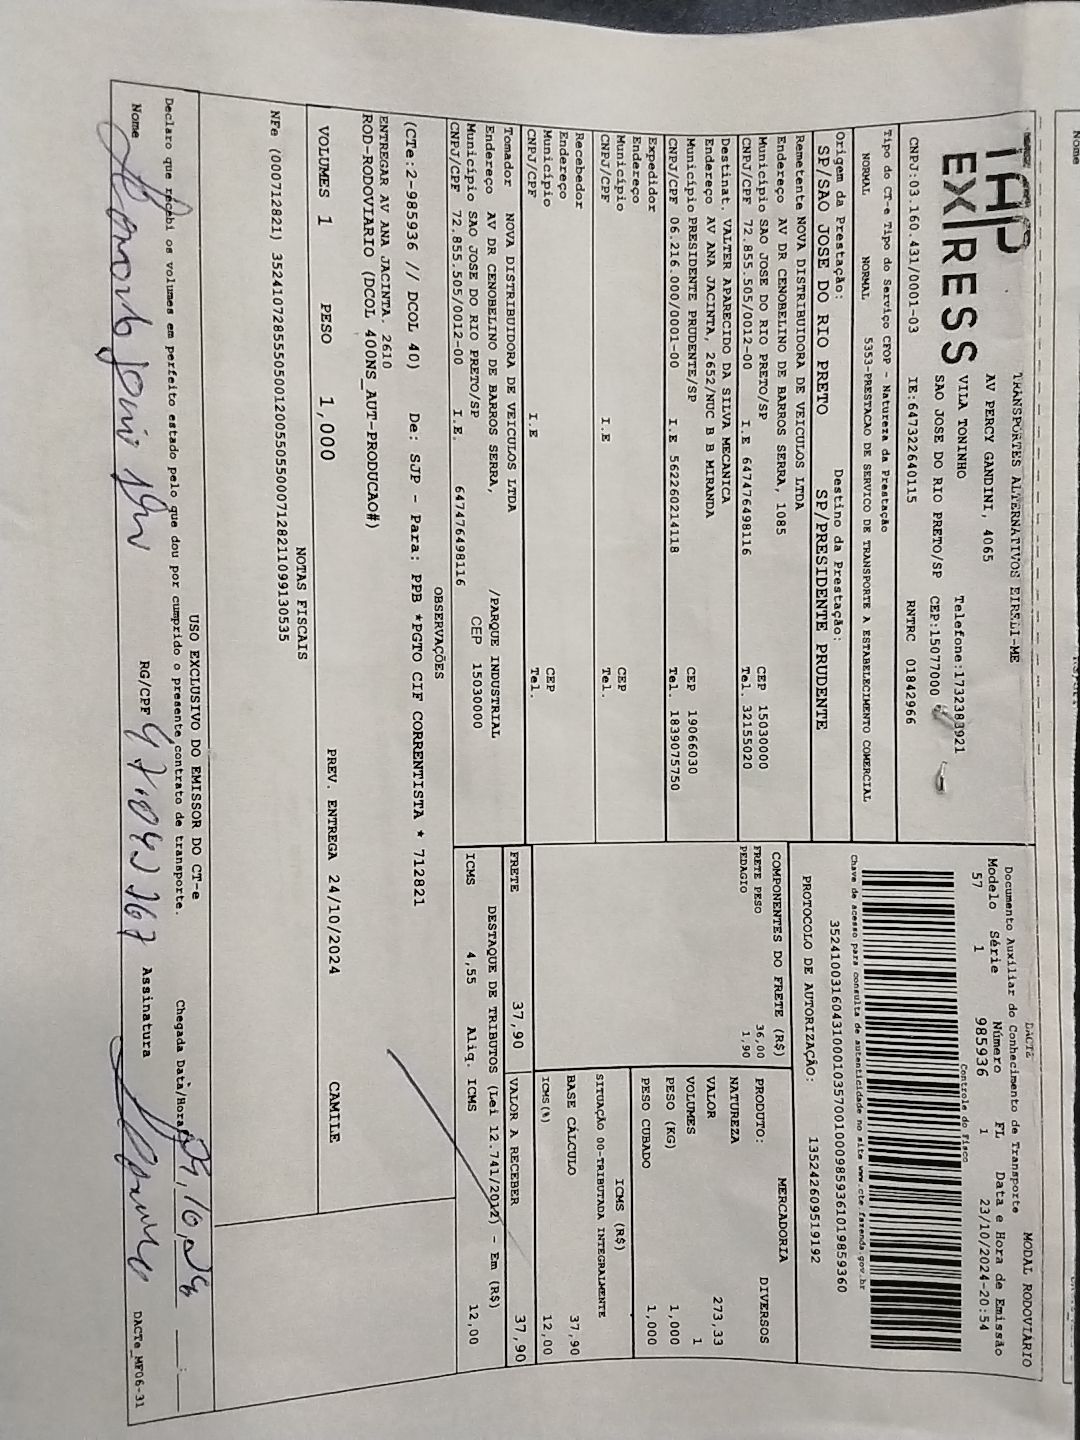 TAP
EXPRESS
TRANSPORTES ALTERNATIVOS EIRELI-ME
AV PERCY GANDINI, 4065
VILA TONINHO Telefone:1732383921
SAO JOSE DO RIO PRETO/SP CEP:15077000
CNPJ:03.160.431/0001-03 IE:647322640115 RNTRC 01842966
Tipo do CT-e Tipo do Serviço CFOP - Natureza da Prestação
NORMAL NORMAL 5353-PRESTACAO DE SERVICO DE TRANSPORTE A ESTABELECIMENTO COMERCIAL
Origem da Prestação: Destino da Prestação:
SP/SAO JOSE DO RIO PRETO SP/PRESIDENTE PRUDENTE
Remetente NOVA DISTRIBUIDORA DE VEICULOS LTDA
Endereço AV DR CENOBELINO DE BARROS SERRA, 1085
Município SAO JOSE DO RIO PRETO/SP CEP 15030000
CNPJ/CPF 72.855.505/0012-00 I.E 647476498116 Tel. 32155020
Destinat. VALTER APARECIDO DA SILVA MECANICA
Endereço AV ANA JACINTA, 2652/NUC B B MIRANDA
Município PRESIDENTE PRUDENTE/SP CEP 19066030
CNPJ/CPF 06.216.000/0001-00 I.E 562260214118 Tel. 1839075750
Expedidor
Endereço
Município CEP
CNPJ/CPF I.E Tel.
Recebedor
Endereço
Município CEP
CNPJ/CPF I.E Tel.
Tomador NOVA DISTRIBUIDORA DE VEICULOS LTDA
Endereço AV DR CENOBELINO DE BARROS SERRA, /PARQUE INDUSTRIAL
Município SAO JOSE DO RIO PRETO/SP CEP 15030000
CNPJ/CPF 72.855.505/0012-00 I.E. 647476498116
DACTE MODAL RODOVIÁRIO
Documento Auxiliar do Conhecimento de Transporte
Modelo Série Número FL Data e Hora de Emissão
57 1 985936 1 23/10/2024-20:54
Controle do Fisco
Chave de acesso para consulta de autenticidade no site www.cte.fazenda.gov.br
35241003160431000103570010009859361019859360
PROTOCOLO DE AUTORIZAÇÃO: 135242609519192
COMPONENTES DO FRETE (R$)
FRETE PESO 36,00
PEDAGIO 1,90
MERCADORIA
PRODUTO: DIVERSOS
NATUREZA
VALOR 273,33
VOLUMES 1
PESO (KG) 1,000
PESO CUBADO 1,000
ICMS (R$)
SITUAÇÃO 00-TRIBUTADA INTEGRALMENTE
BASE CÁLCULO 37,90
ICMS(%) 12,00
FRETE 37,90 VALOR A RECEBER 37,90
DESTAQUE DE TRIBUTOS (Lei 12.741/2012) - Em (R$)
ICMS 4,55 Aliq. ICMS 12,00
OBSERVAÇÕES
(CTe:2-985936 // DCOL 40) De: SJP - Para: PPB *PGTO CIF CORRENTISTA * 712821
ENTREGAR AV ANA JACINTA. 2610
ROD-RODOVIARIO (DCOL 400NS_AUT-PRODUCAO#)
VOLUMES 1 PESO 1,000 PREV. ENTREGA 24/10/2024 CAMILE
NOTAS FISCAIS
NFe (000712821) 35241072855505001200550550007128211099130535
USO EXCLUSIVO DO EMISSOR DO CT-e
Declaro que recebi os volumes em perfeito estado pelo que dou por cumprido o presente contrato de transporte. Chegada Data/Hora
Nome RG/CPF Assinatura DACTe_MF06-31